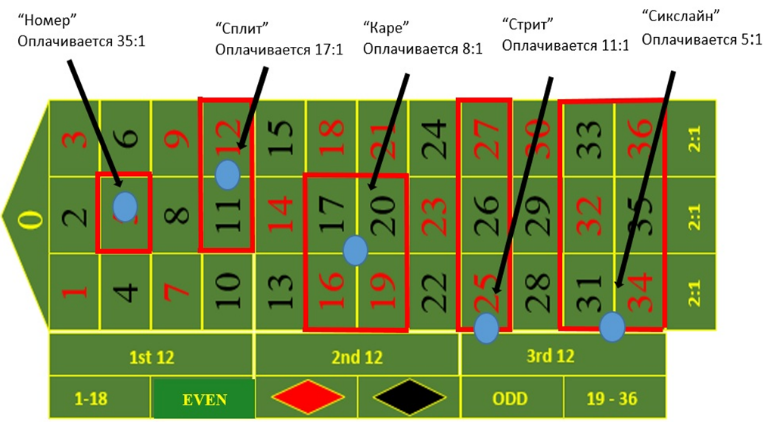 “Номер”
Оплачивается 35:1
“Сплит”
Оплачивается 17:1
“Каре”
Оплачивается 8:1
“Стрит”
Оплачивается 11:1
“Сикслайн”
Оплачивается 5:1
3 6 9 12 15 18 21 24 27 30 33 36 2:1
0 2 8 11 14 17 20 23 26 29 32 35 2:1
1 4 7 10 13 16 19 22 25 28 31 34 2:1
1st 12 2nd 12 3rd 12
1-18 EVEN ODD 19 - 36